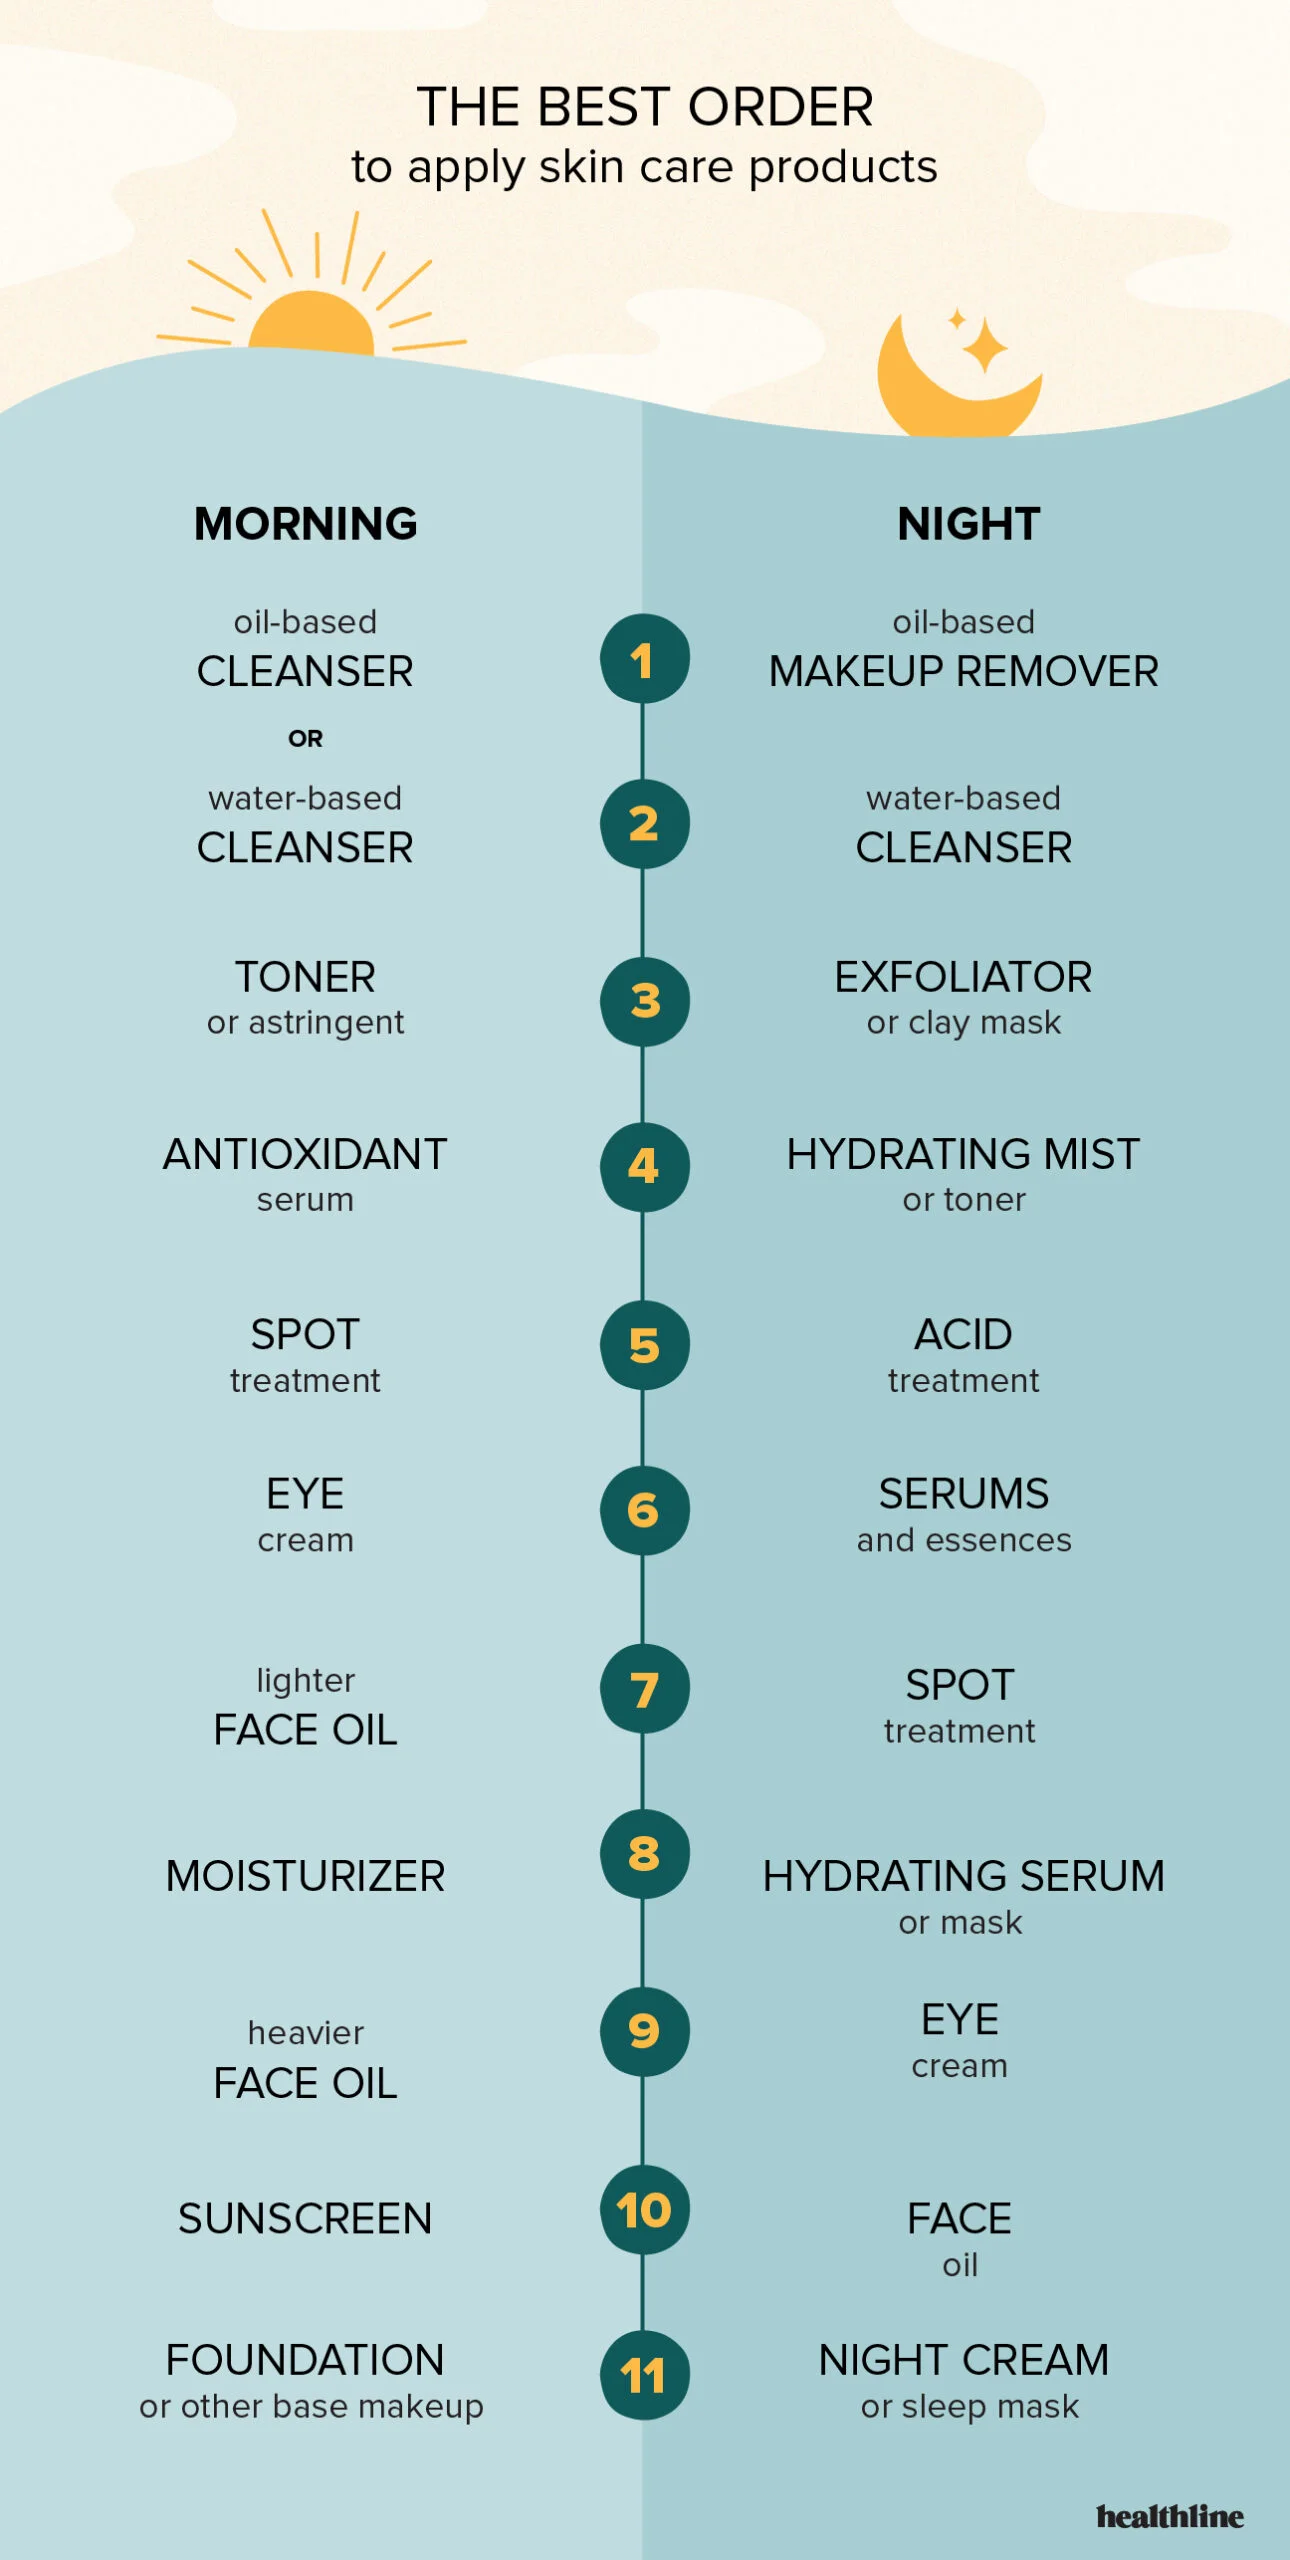 THE BEST ORDER
to apply skin care products
MORNING
NIGHT
oil-based
CLEANSER
OR
1
oil-based
MAKEUP REMOVER
water-based
CLEANSER
2
water-based
CLEANSER
TONER
or astringent
3
EXFOLIATOR
or clay mask
ANTIOXIDANT
serum
4
HYDRATING MIST
or toner
SPOT
treatment
5
ACID
treatment
EYE
cream
6
SERUMS
and essences
lighter
FACE OIL
7
SPOT
treatment
MOISTURIZER
8
HYDRATING SERUM
or mask
heavier
FACE OIL
9
EYE
cream
SUNSCREEN
10
FACE
oil
FOUNDATION
or other base makeup
11
NIGHT CREAM
or sleep mask
healthline